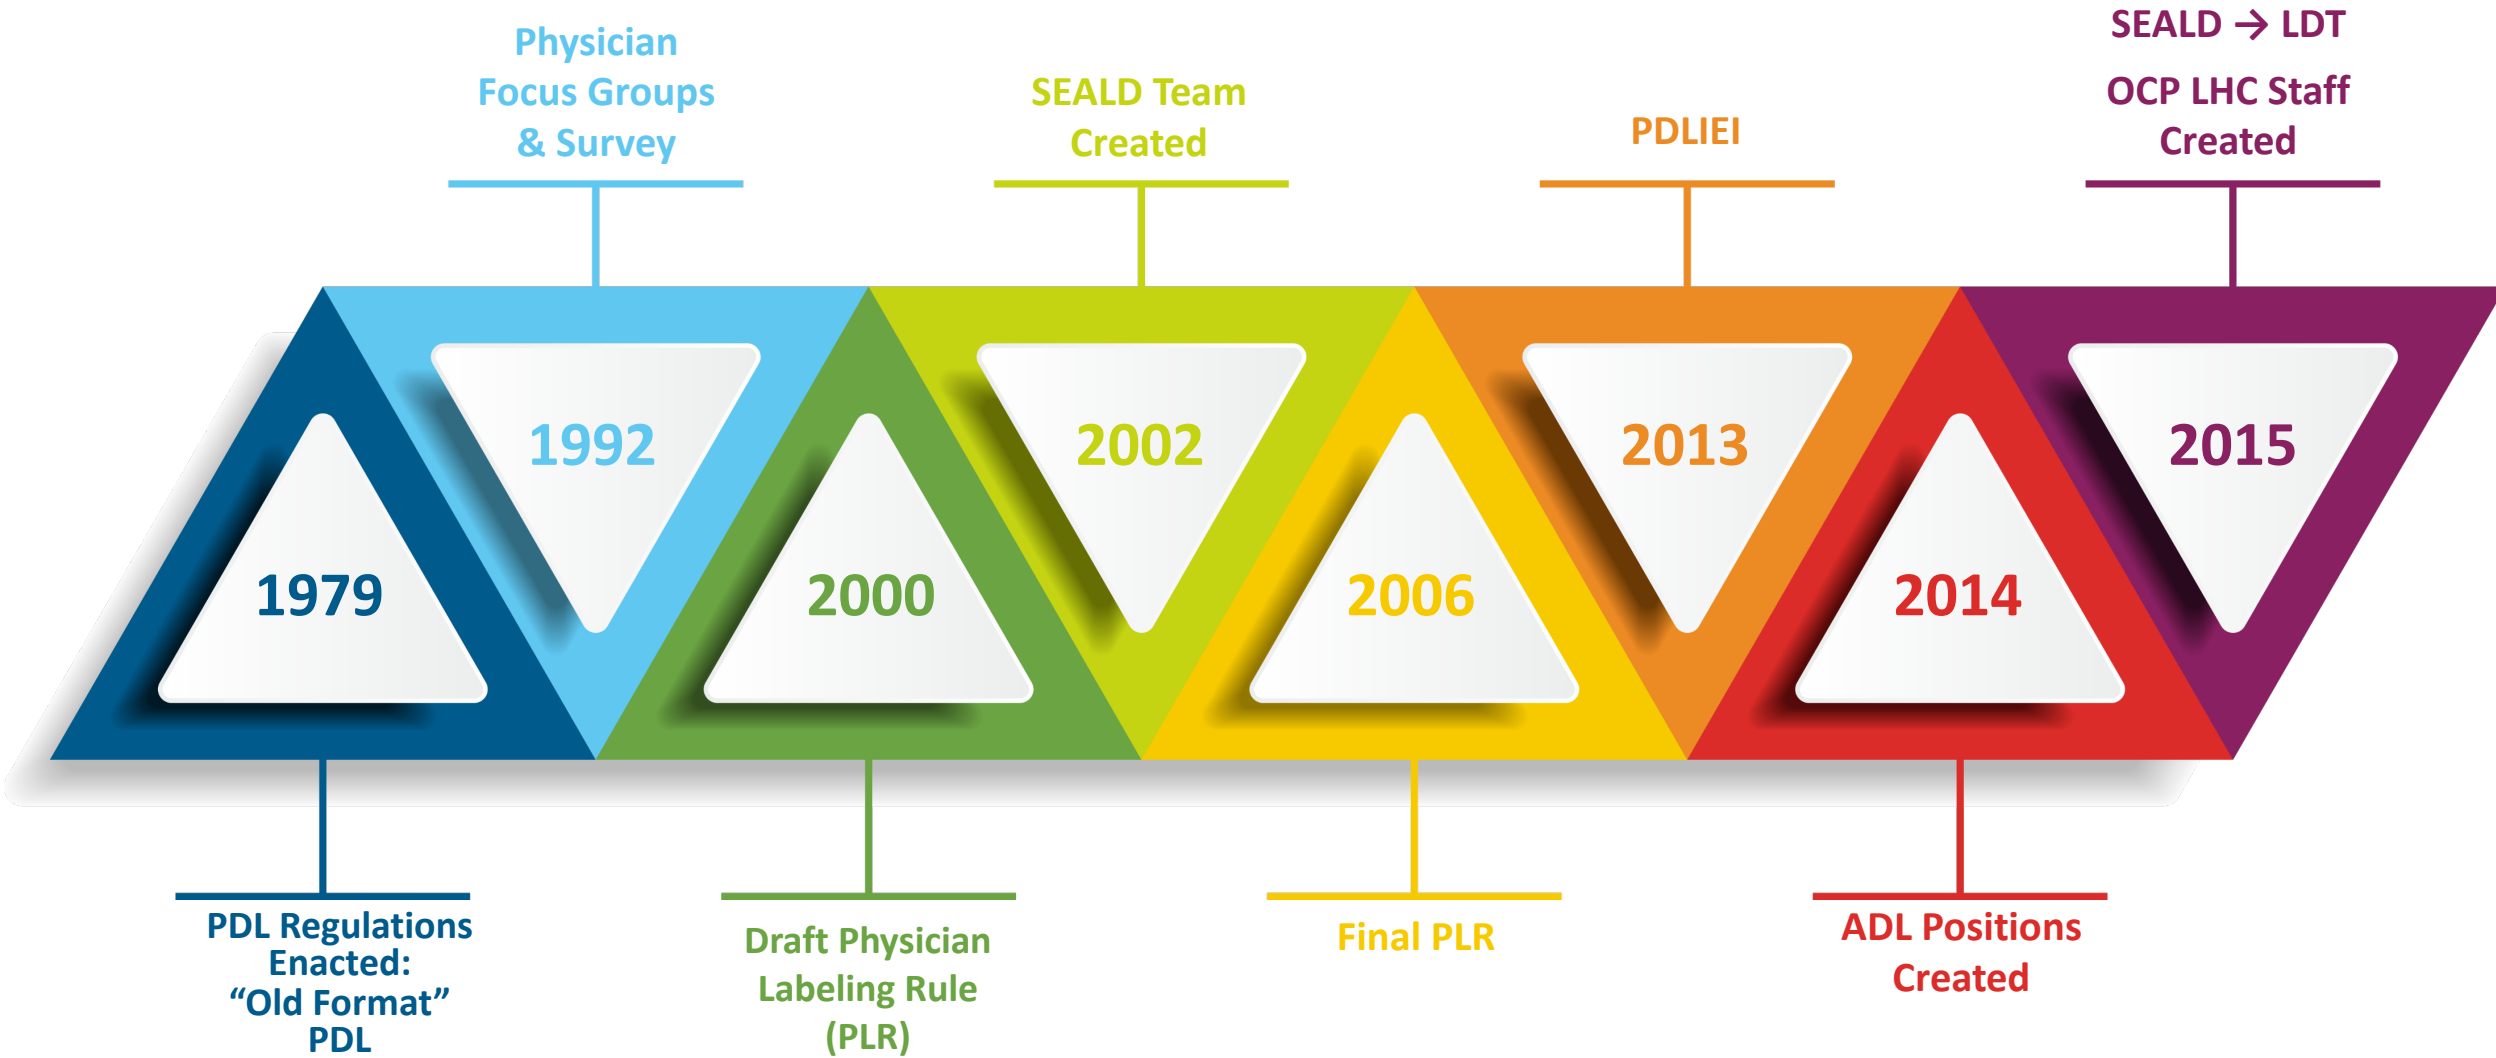 Physician
Focus Groups
& Survey
SEALD Team
Created
PDLIEI
SEALD → LDT
OCP LHC Staff
Created
1979
1992
2000
2002
2006
2013
2014
2015
PDL Regulations
Enacted:
“Old Format”
PDL
Draft Physician
Labeling Rule
(PLR)
Final PLR
ADL Positions
Created